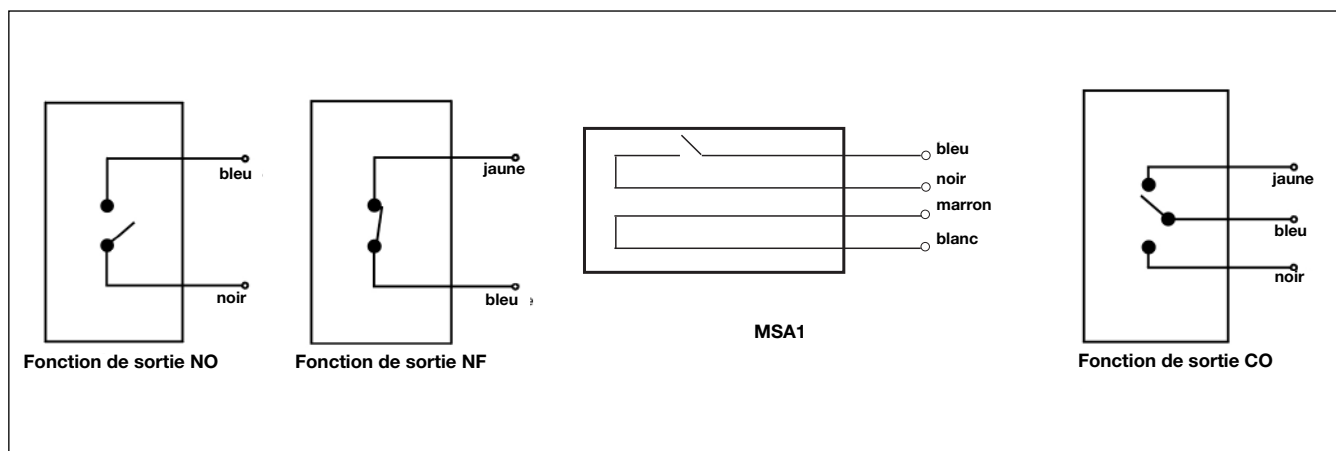 bleu
noir
Fonction de sortie NO
jaune
bleu
Fonction de sortie NF
bleu
noir
marron
blanc
MSA1
jaune
bleu
noir
Fonction de sortie CO